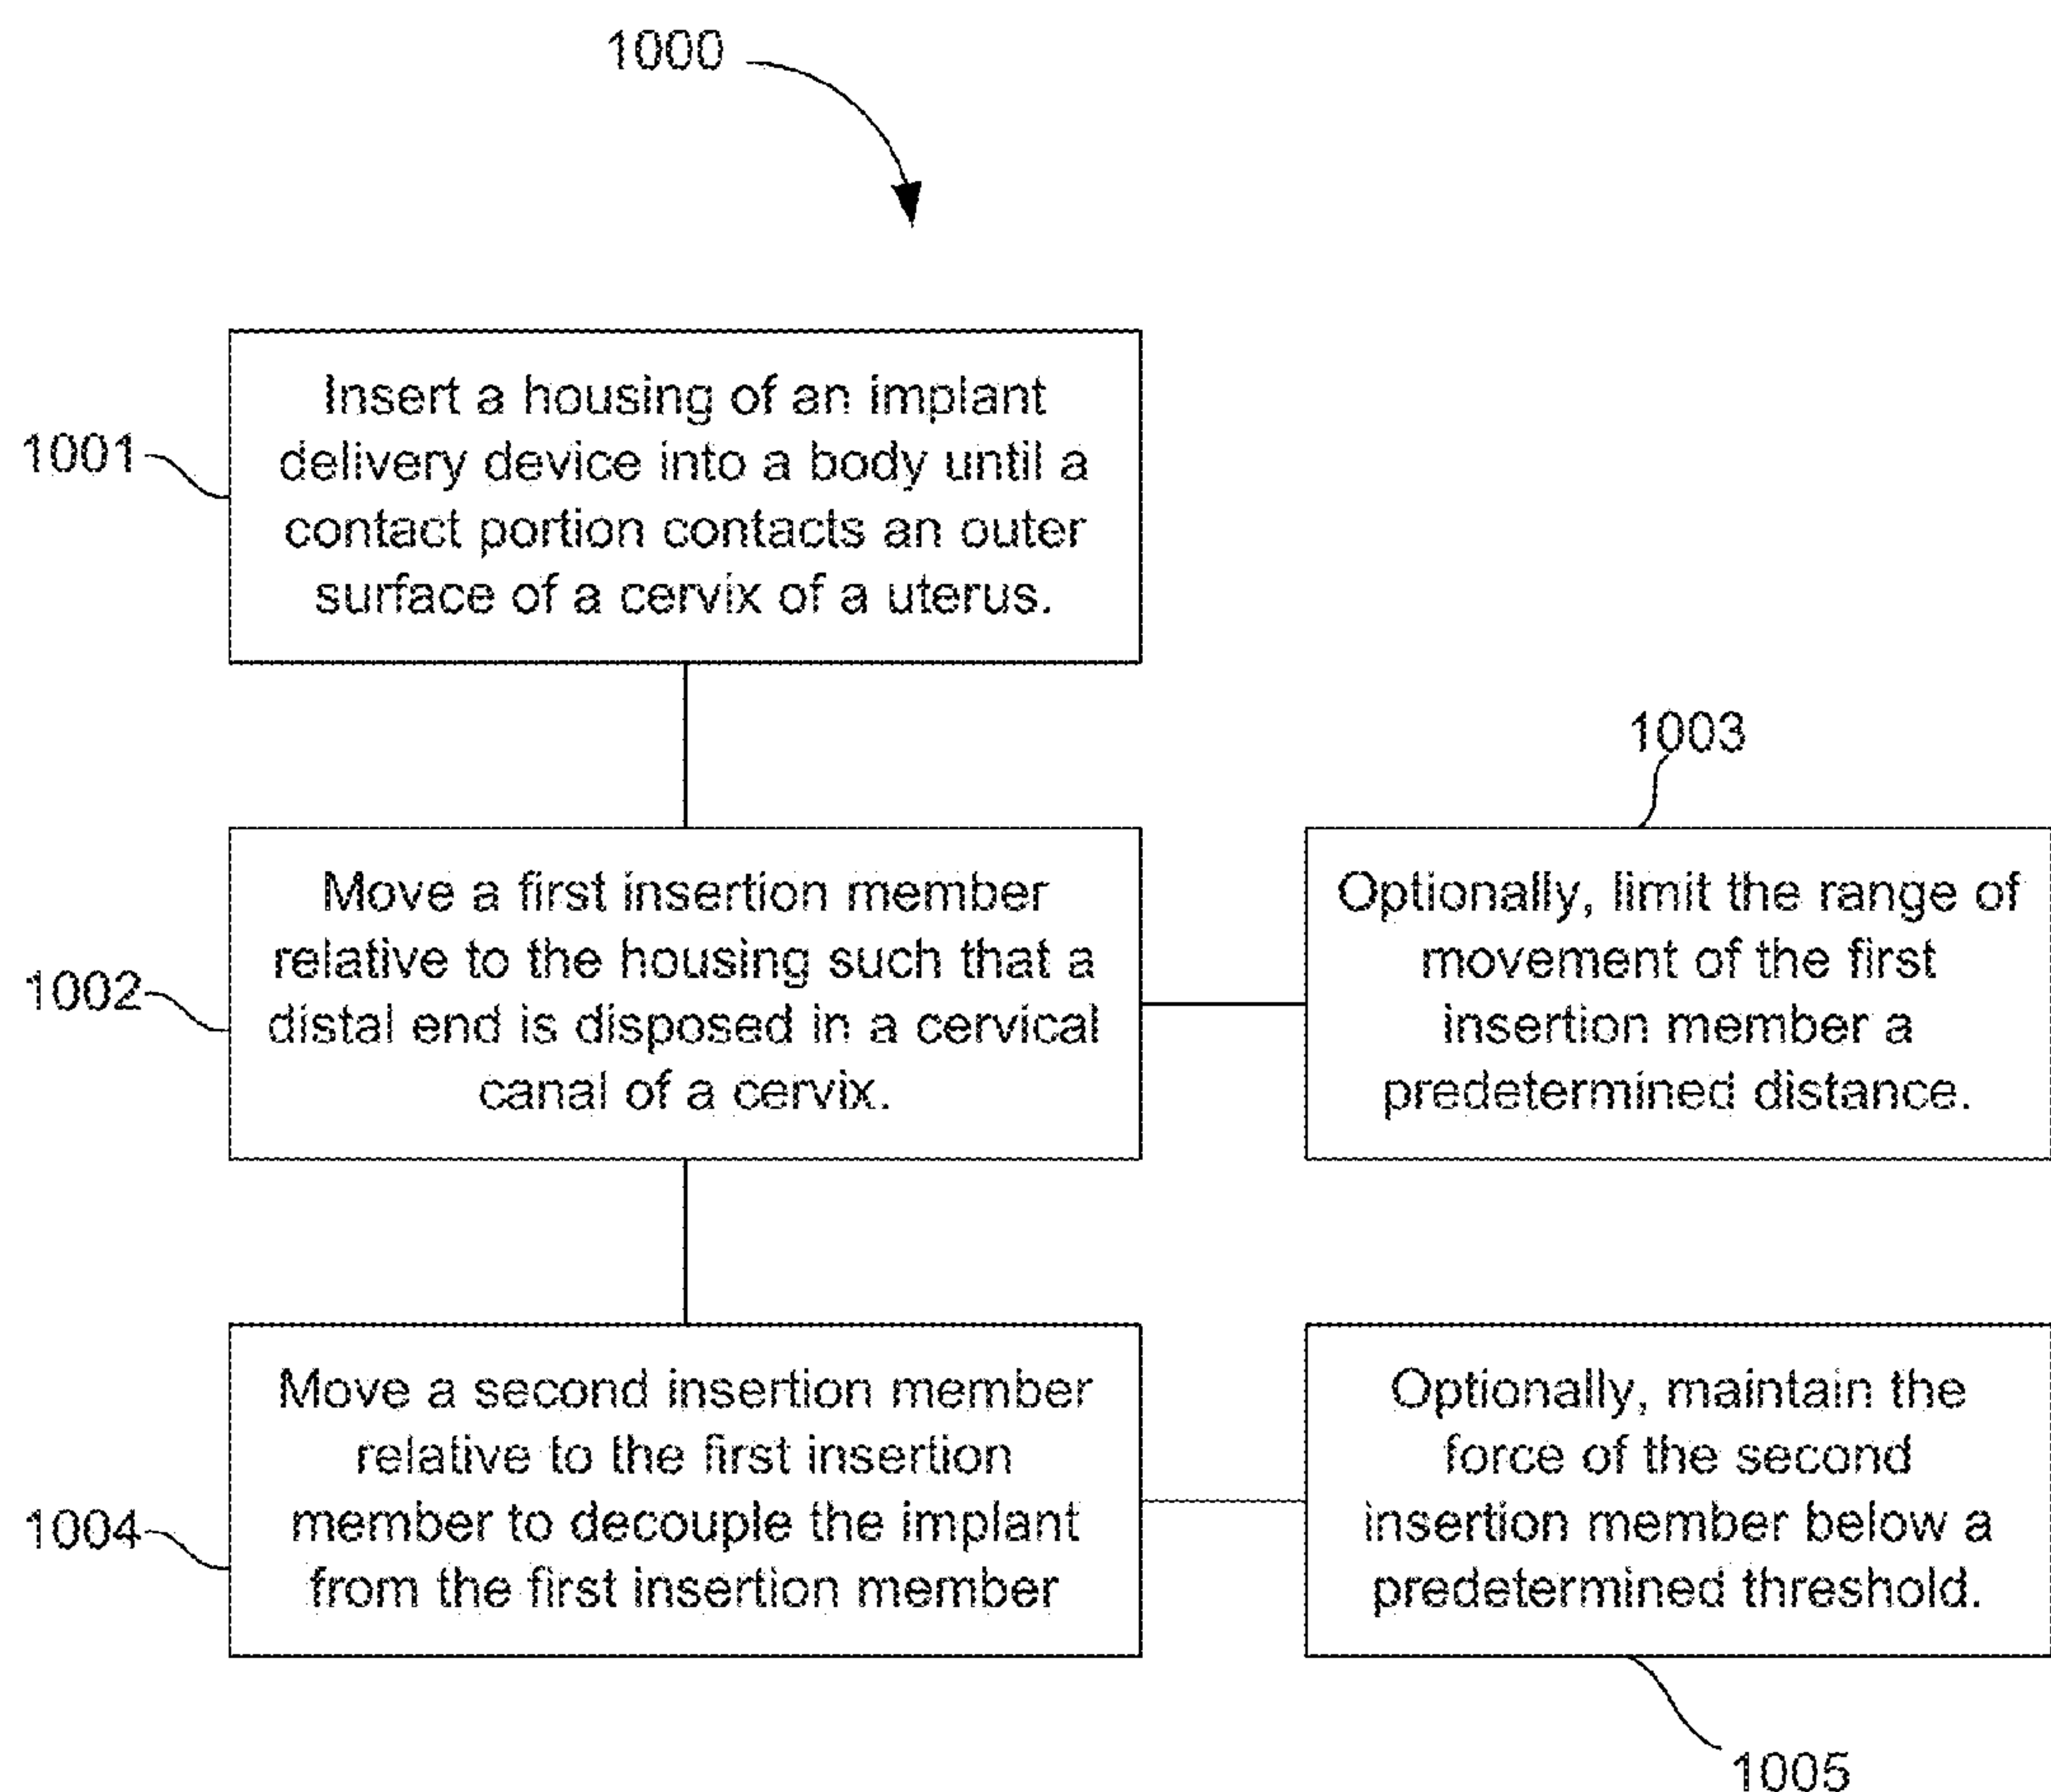 1000
1001
Insert a housing of an implant
delivery device into a body until a
contact portion contacts an outer
surface of a cervix of a uterus.
1002
Move a first insertion member
relative to the housing such that a
distal end is disposed in a cervical
canal of a cervix.
1003
Optionally, limit the range of
movement of the first
insertion member a
predetermined distance.
1004
Move a second insertion member
relative to the first insertion
member to decouple the implant
from the first insertion member
Optionally, maintain the
force of the second
insertion member below a
predetermined threshold.
1005